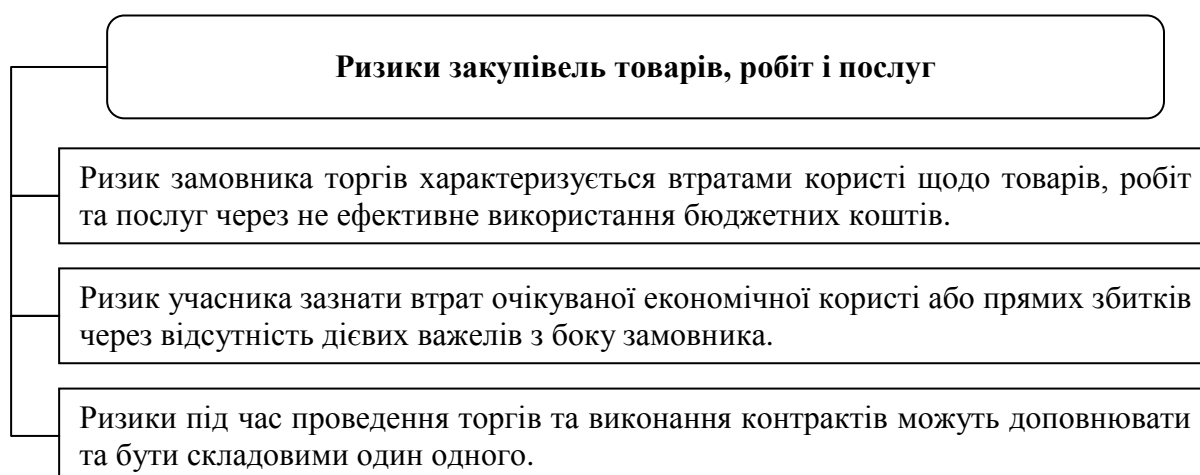 Ризики закупівель товарів, робіт і послуг
Ризик замовника торгів характеризується втратами користі щодо товарів, робіт
та послуг через не ефективне використання бюджетних коштів.
Ризик учасника зазнати втрат очікуваної економічної користі або прямих збитків
через відсутність дієвих важелів з боку замовника.
Ризики під час проведення торгів та виконання контрактів можуть доповнювати
та бути складовими один одного.